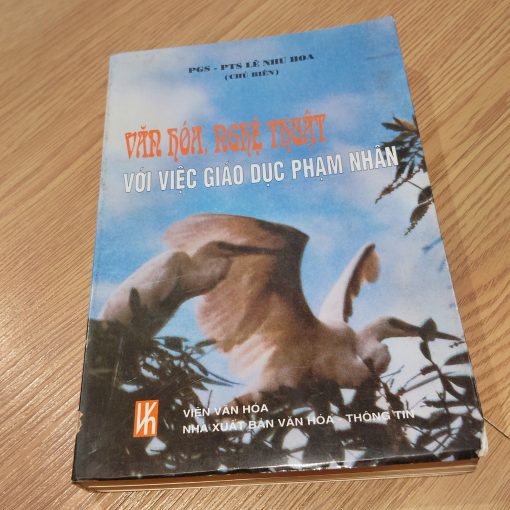 PGS - PTS LÊ NHƯ HOA
(CHỦ BIÊN)
VĂN HÓA, NGHỆ THUẬT
VỚI VIỆC GIÁO DỤC PHẠM NHÂN
VIỆN VĂN HÓA
NHÀ XUẤT BẢN VĂN HÓA - THÔNG TIN